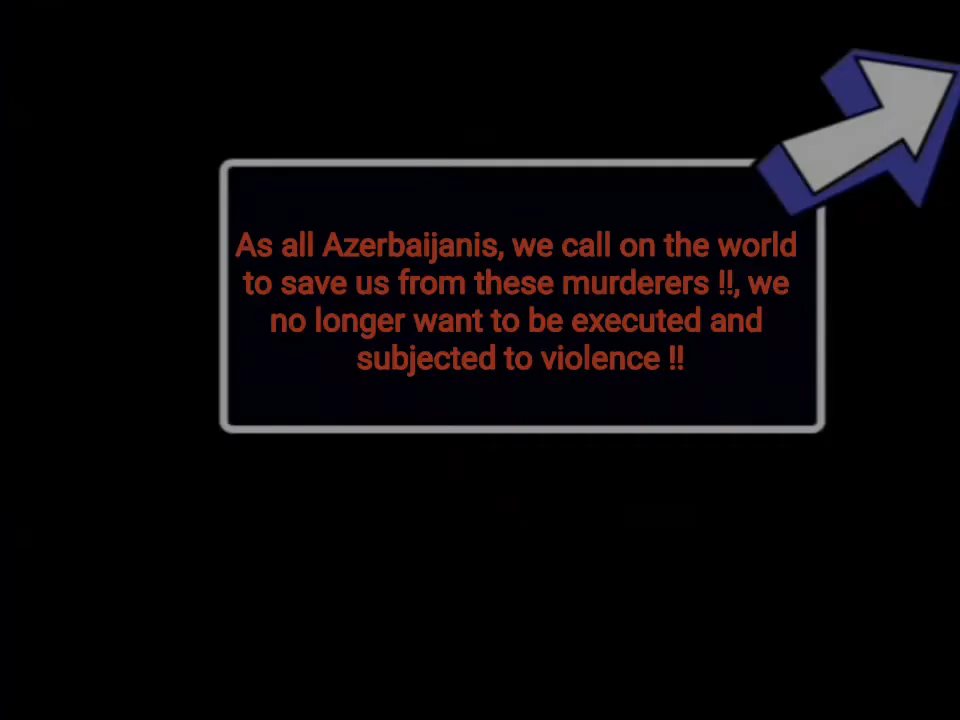 As all Azerbaijanis, we call on the world
to save us from these murderers !!, we
no longer want to be executed and
subjected to violence !!